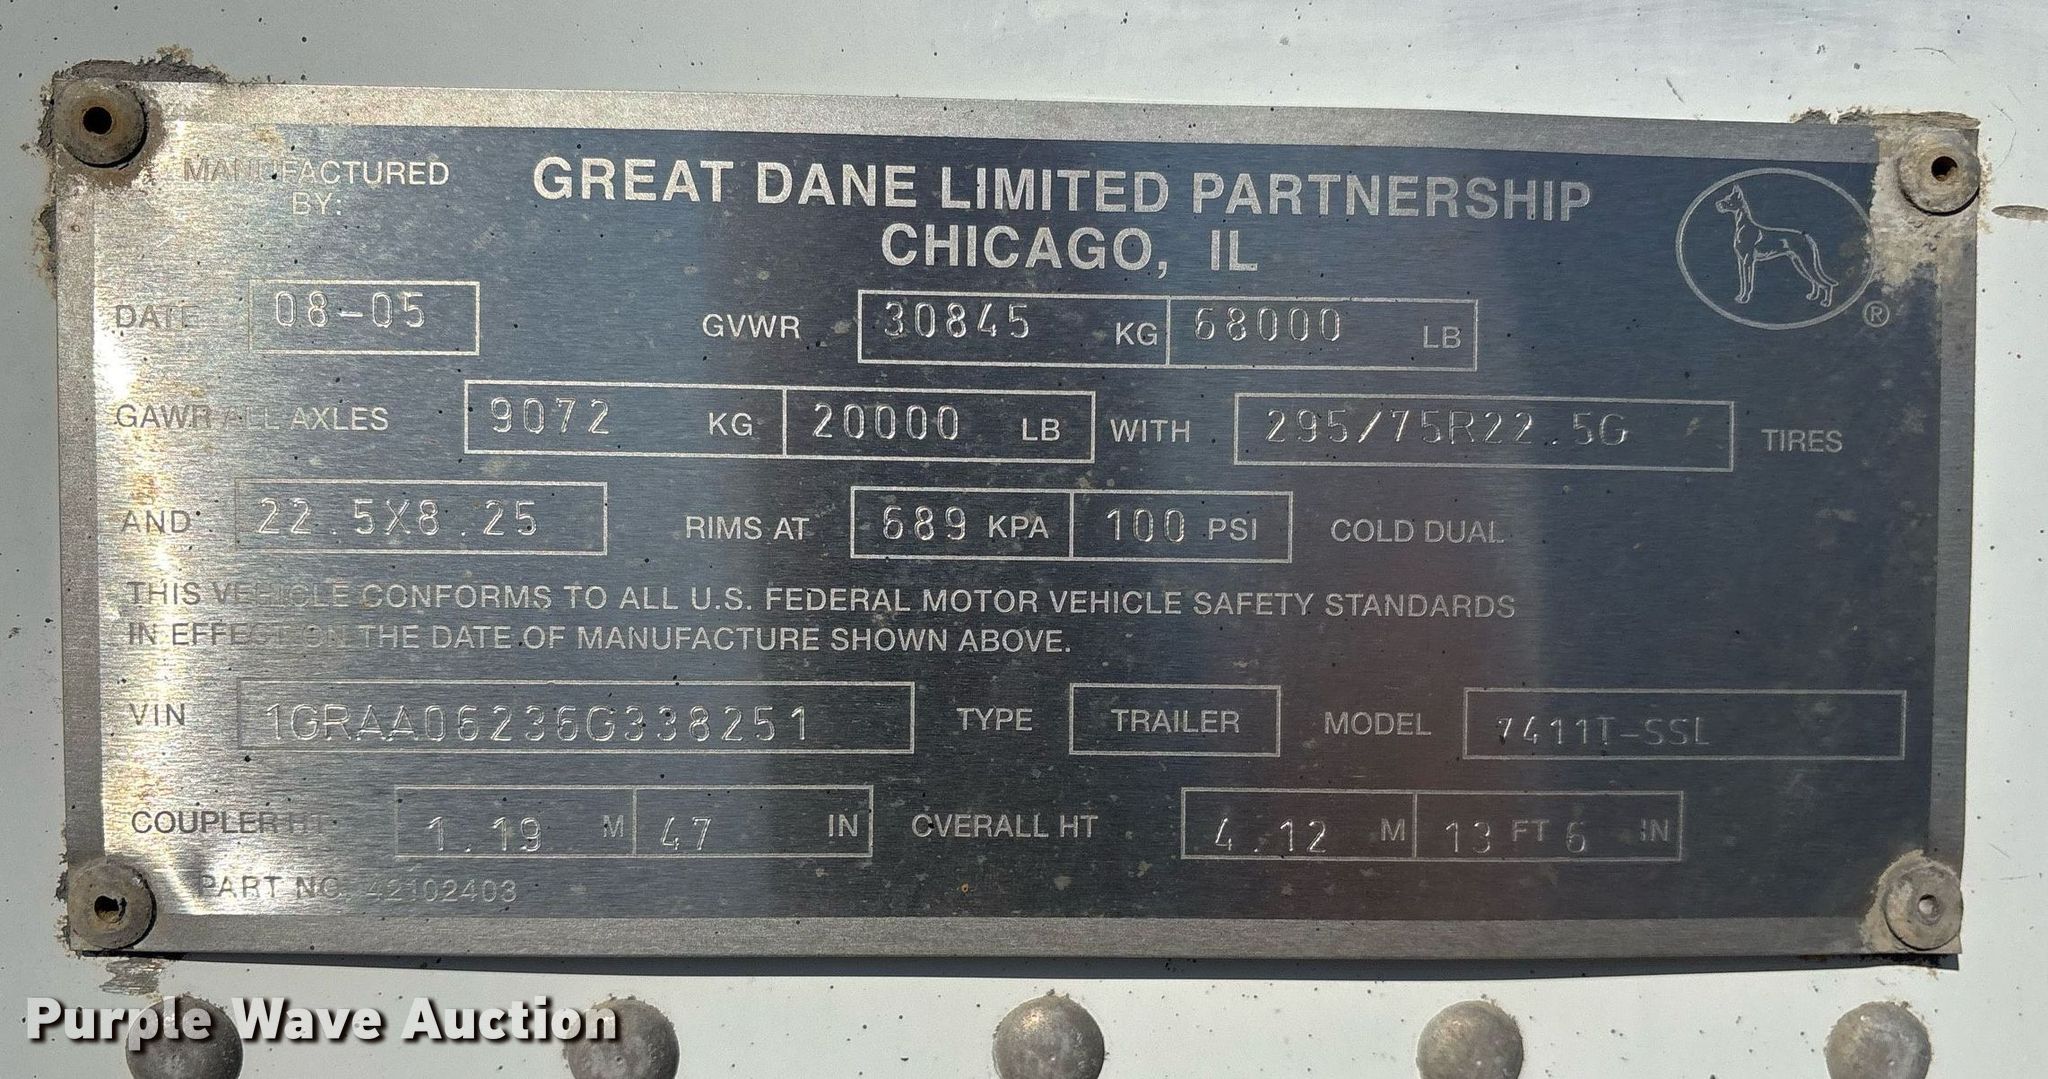 MANUFACTURED BY:
GREAT DANE LIMITED PARTNERSHIP
CHICAGO, IL
DATE 08-05 GVWR 30845 KG 68000 LB
®
GAWR ALL AXLES 9072 KG 20000 LB WITH 295/75R22.5G TIRES
AND 22.5X8.25 RIMS AT 689 KPA 100 PSI COLD DUAL
THIS VEHICLE CONFORMS TO ALL U.S. FEDERAL MOTOR VEHICLE SAFETY STANDARDS
IN EFFECT ON THE DATE OF MANUFACTURE SHOWN ABOVE.
VIN 1GRAA06236G338251 TYPE TRAILER MODEL 7411T-SSL
COUPLER HT 1.19 M 47 IN OVERALL HT 4.12 M 13 FT 6 IN
PART NO. 42102403
Purple Wave Auction